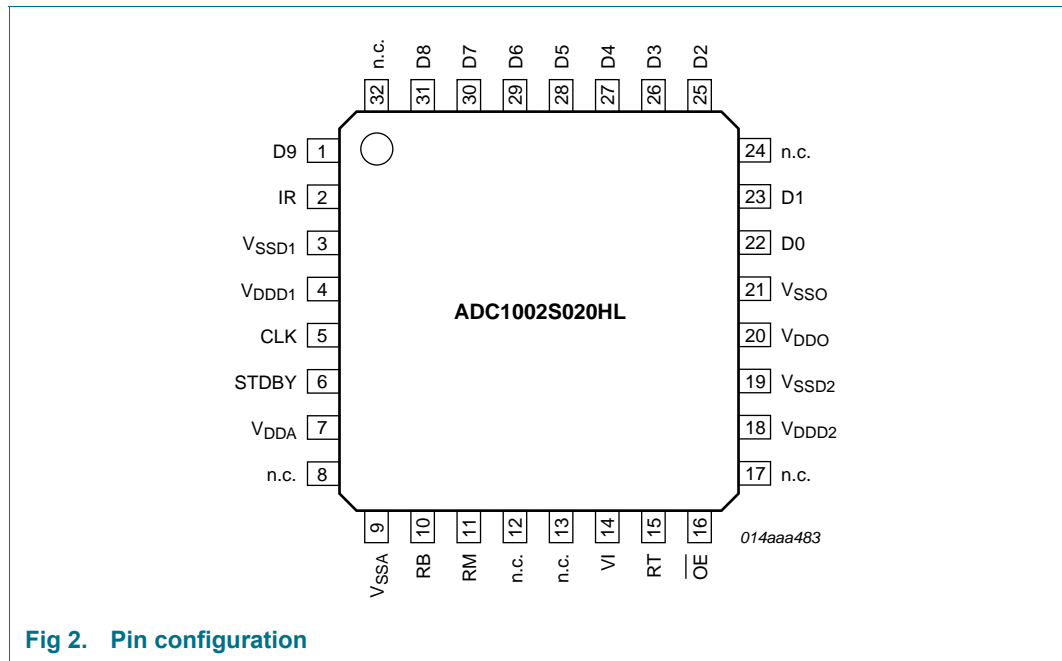 n.c.
D8
D7
D6
D5
D4
D3
D2
32
31
30
29
28
27
26
25
D9 1
IR 2
VSSD1 3
VDDD1 4
CLK 5
STDBY 6
VDDA 7
n.c. 8
ADC1002S020HL
24 n.c.
23 D1
22 D0
21 VSSO
20 VDDO
19 VSSD2
18 VDDD2
17 n.c.
9
10
11
12
13
14
15
16
VSSA
RB
RM
n.c.
n.c.
VI
RT
OE
014aaa483
Fig 2. Pin configuration